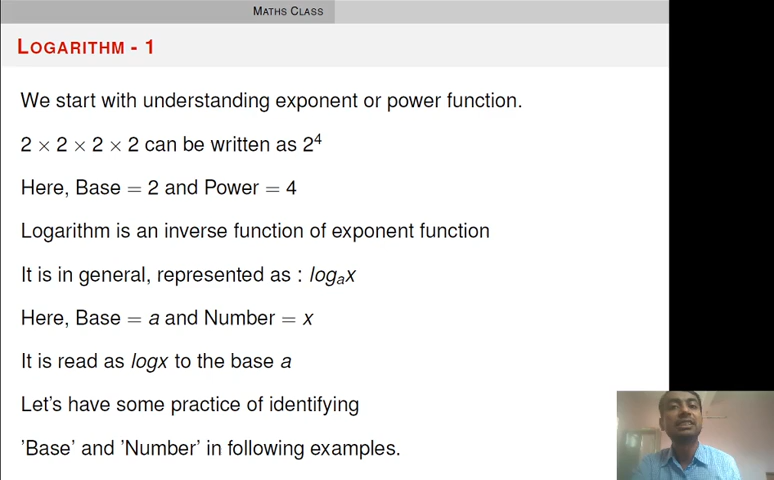 Maths Class
Logarithm - 1
We start with understanding exponent or power function.
2 × 2 × 2 × 2 can be written as 2⁴
Here, Base = 2 and Power = 4
Logarithm is an inverse function of exponent function
It is in general, represented as : logₐx
Here, Base = a and Number = x
It is read as logx to the base a
Let's have some practice of identifying
'Base' and 'Number' in following examples.